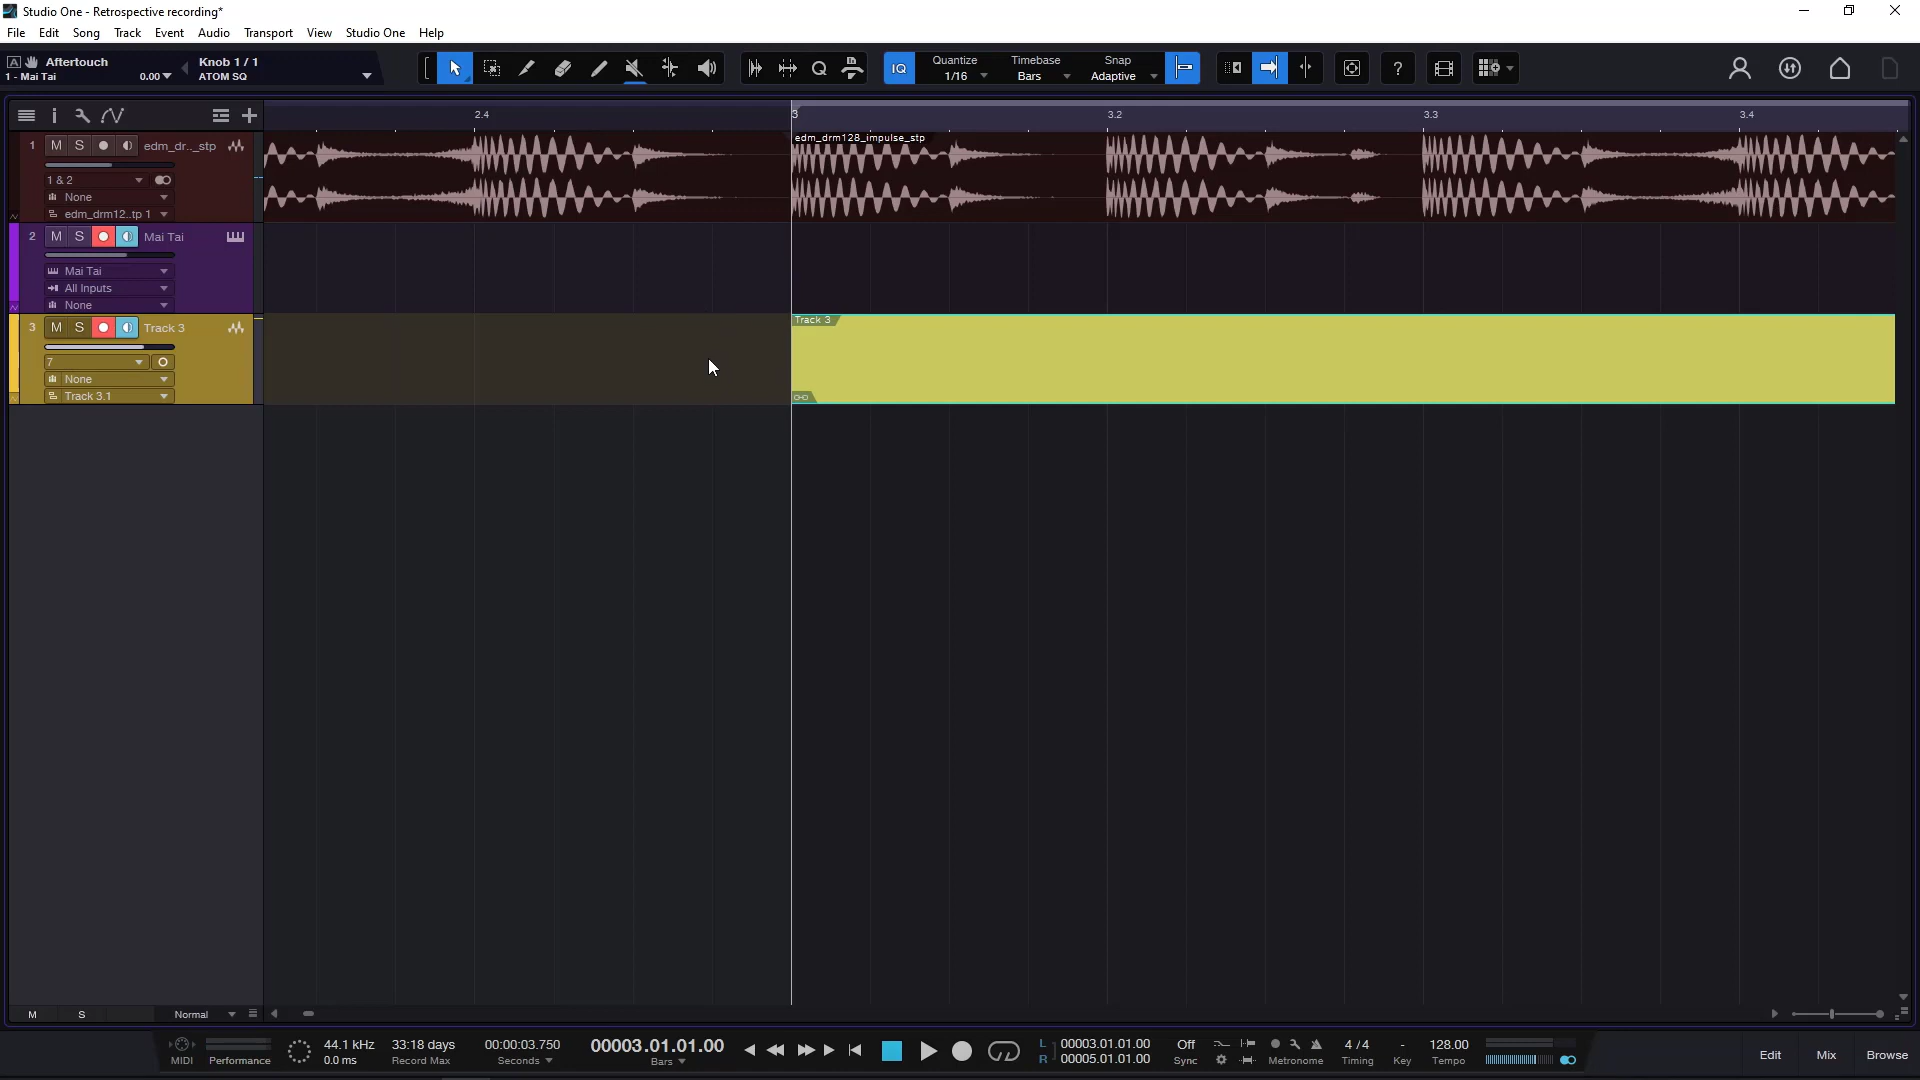 Studio One - Retrospective recording*
File Edit Song Track Event Audio Transport View Studio One Help
A Aftertouch
1 - Mai Tai 0.00
Knob 1 / 1
ATOM SQ
IQ
Quantize
1/16
Timebase
Bars
Snap
Adaptive
?
2.4 3 3.2 3.3 3.4
1 M S edm_dr.._stp
1 & 2
None
edm_drm12..tp 1
edm_drm128_impulse_stp
2 M S Mai Tai
Mai Tai
All Inputs
None
3 M S Track 3
7
None
Track 3.1
Track 3
M S Normal
MIDI
Performance
44.1 kHz
0.0 ms
33:18 days
Record Max
00:00:03.750
Seconds
00003.01.01.00
Bars
L 00003.01.01.00
R 00005.01.01.00
Off
Sync
Metronome
4 / 4
Timing
-
Key
128.00
Tempo
Edit Mix Browse